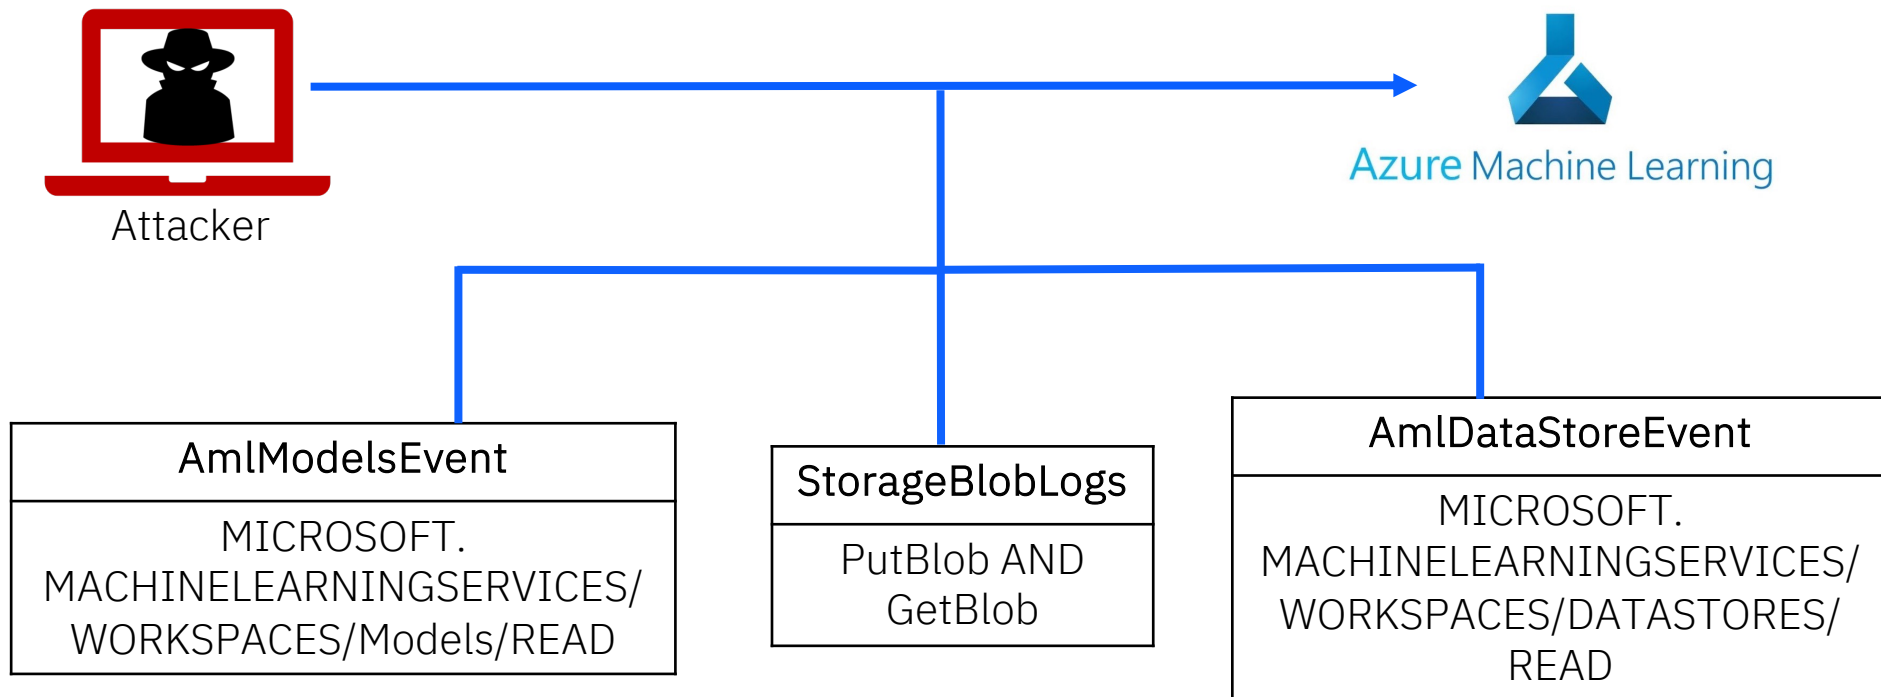 Attacker
Azure Machine Learning
AmlModelsEvent
MICROSOFT.
MACHINELEARNINGSERVICES/
WORKSPACES/Models/READ
StorageBlobLogs
PutBlob AND
GetBlob
AmlDataStoreEvent
MICROSOFT.
MACHINELEARNINGSERVICES/
WORKSPACES/DATASTORES/
READ